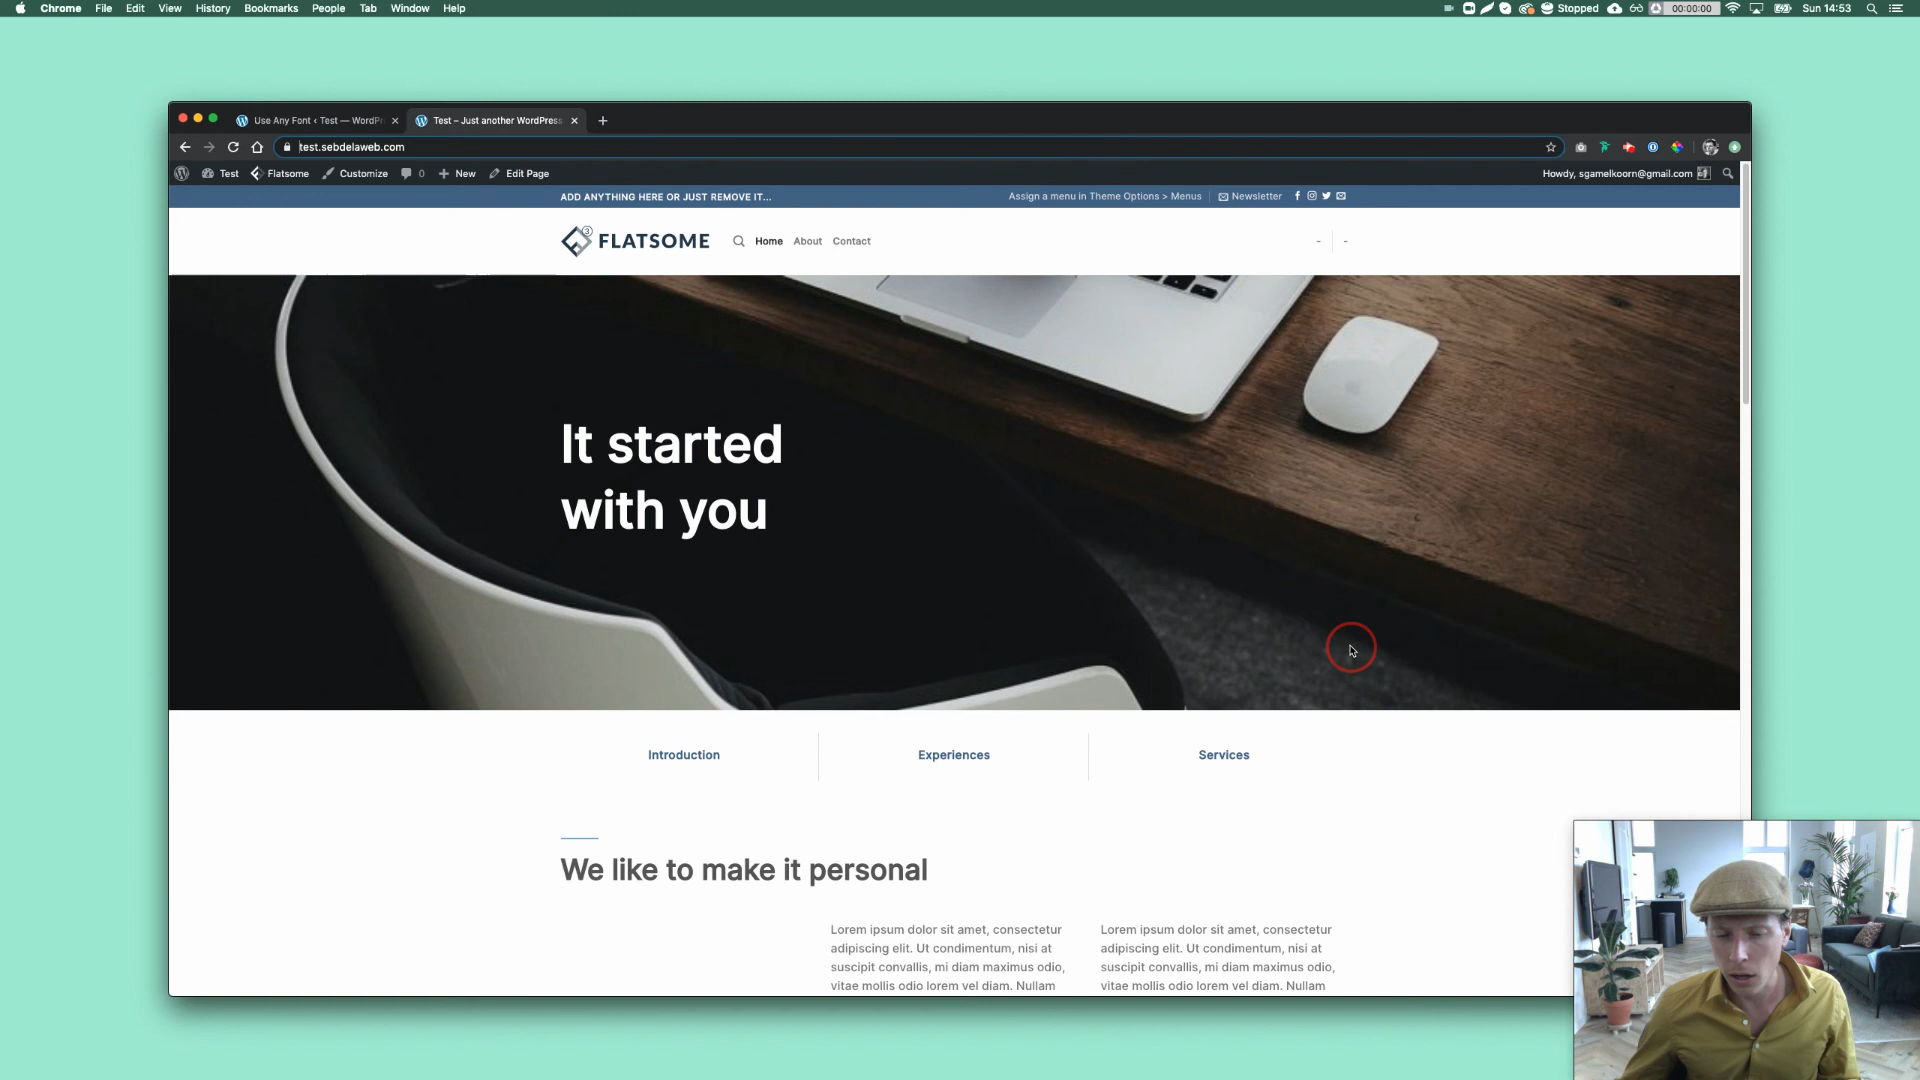 Chrome File Edit View History Bookmarks People Tab Window Help
Stopped 00:00:00 Sun 14:53
Use Any Font ‹ Test — WordPr
Test – Just another WordPress
test.sebdelaweb.com
Test Flatsome Customize 0 New Edit Page
Howdy, sgamelkoorn@gmail.com
ADD ANYTHING HERE OR JUST REMOVE IT...
Assign a menu in Theme Options > Menus Newsletter
3 FLATSOME
Home About Contact
- -
It started
with you
Introduction
Experiences
Services
We like to make it personal
Lorem ipsum dolor sit amet, consectetur
adipiscing elit. Ut condimentum, nisi at
suscipit convallis, mi diam maximus odio,
vitae mollis odio lorem vel diam. Nullam
Lorem ipsum dolor sit amet, consectetur
adipiscing elit. Ut condimentum, nisi at
suscipit convallis, mi diam maximus odio,
vitae mollis odio lorem vel diam. Nullam